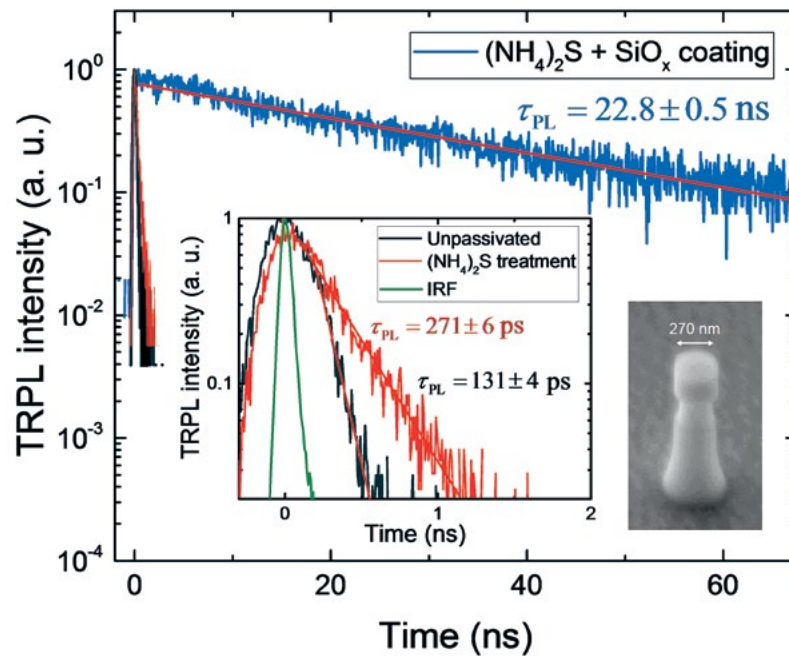 (NH₄)₂S + SiOₓ coating
τPL = 22.8 ± 0.5 ns
TRPL intensity (a. u.)
10⁰
10⁻¹
10⁻²
10⁻³
10⁻⁴
0
20
40
60
Time (ns)
Unpassivated
(NH₄)₂S treatment
IRF
τPL = 271 ± 6 ps
τPL = 131 ± 4 ps
TRPL intensity (a. u.)
1
0.1
0
1
2
Time (ns)
270 nm